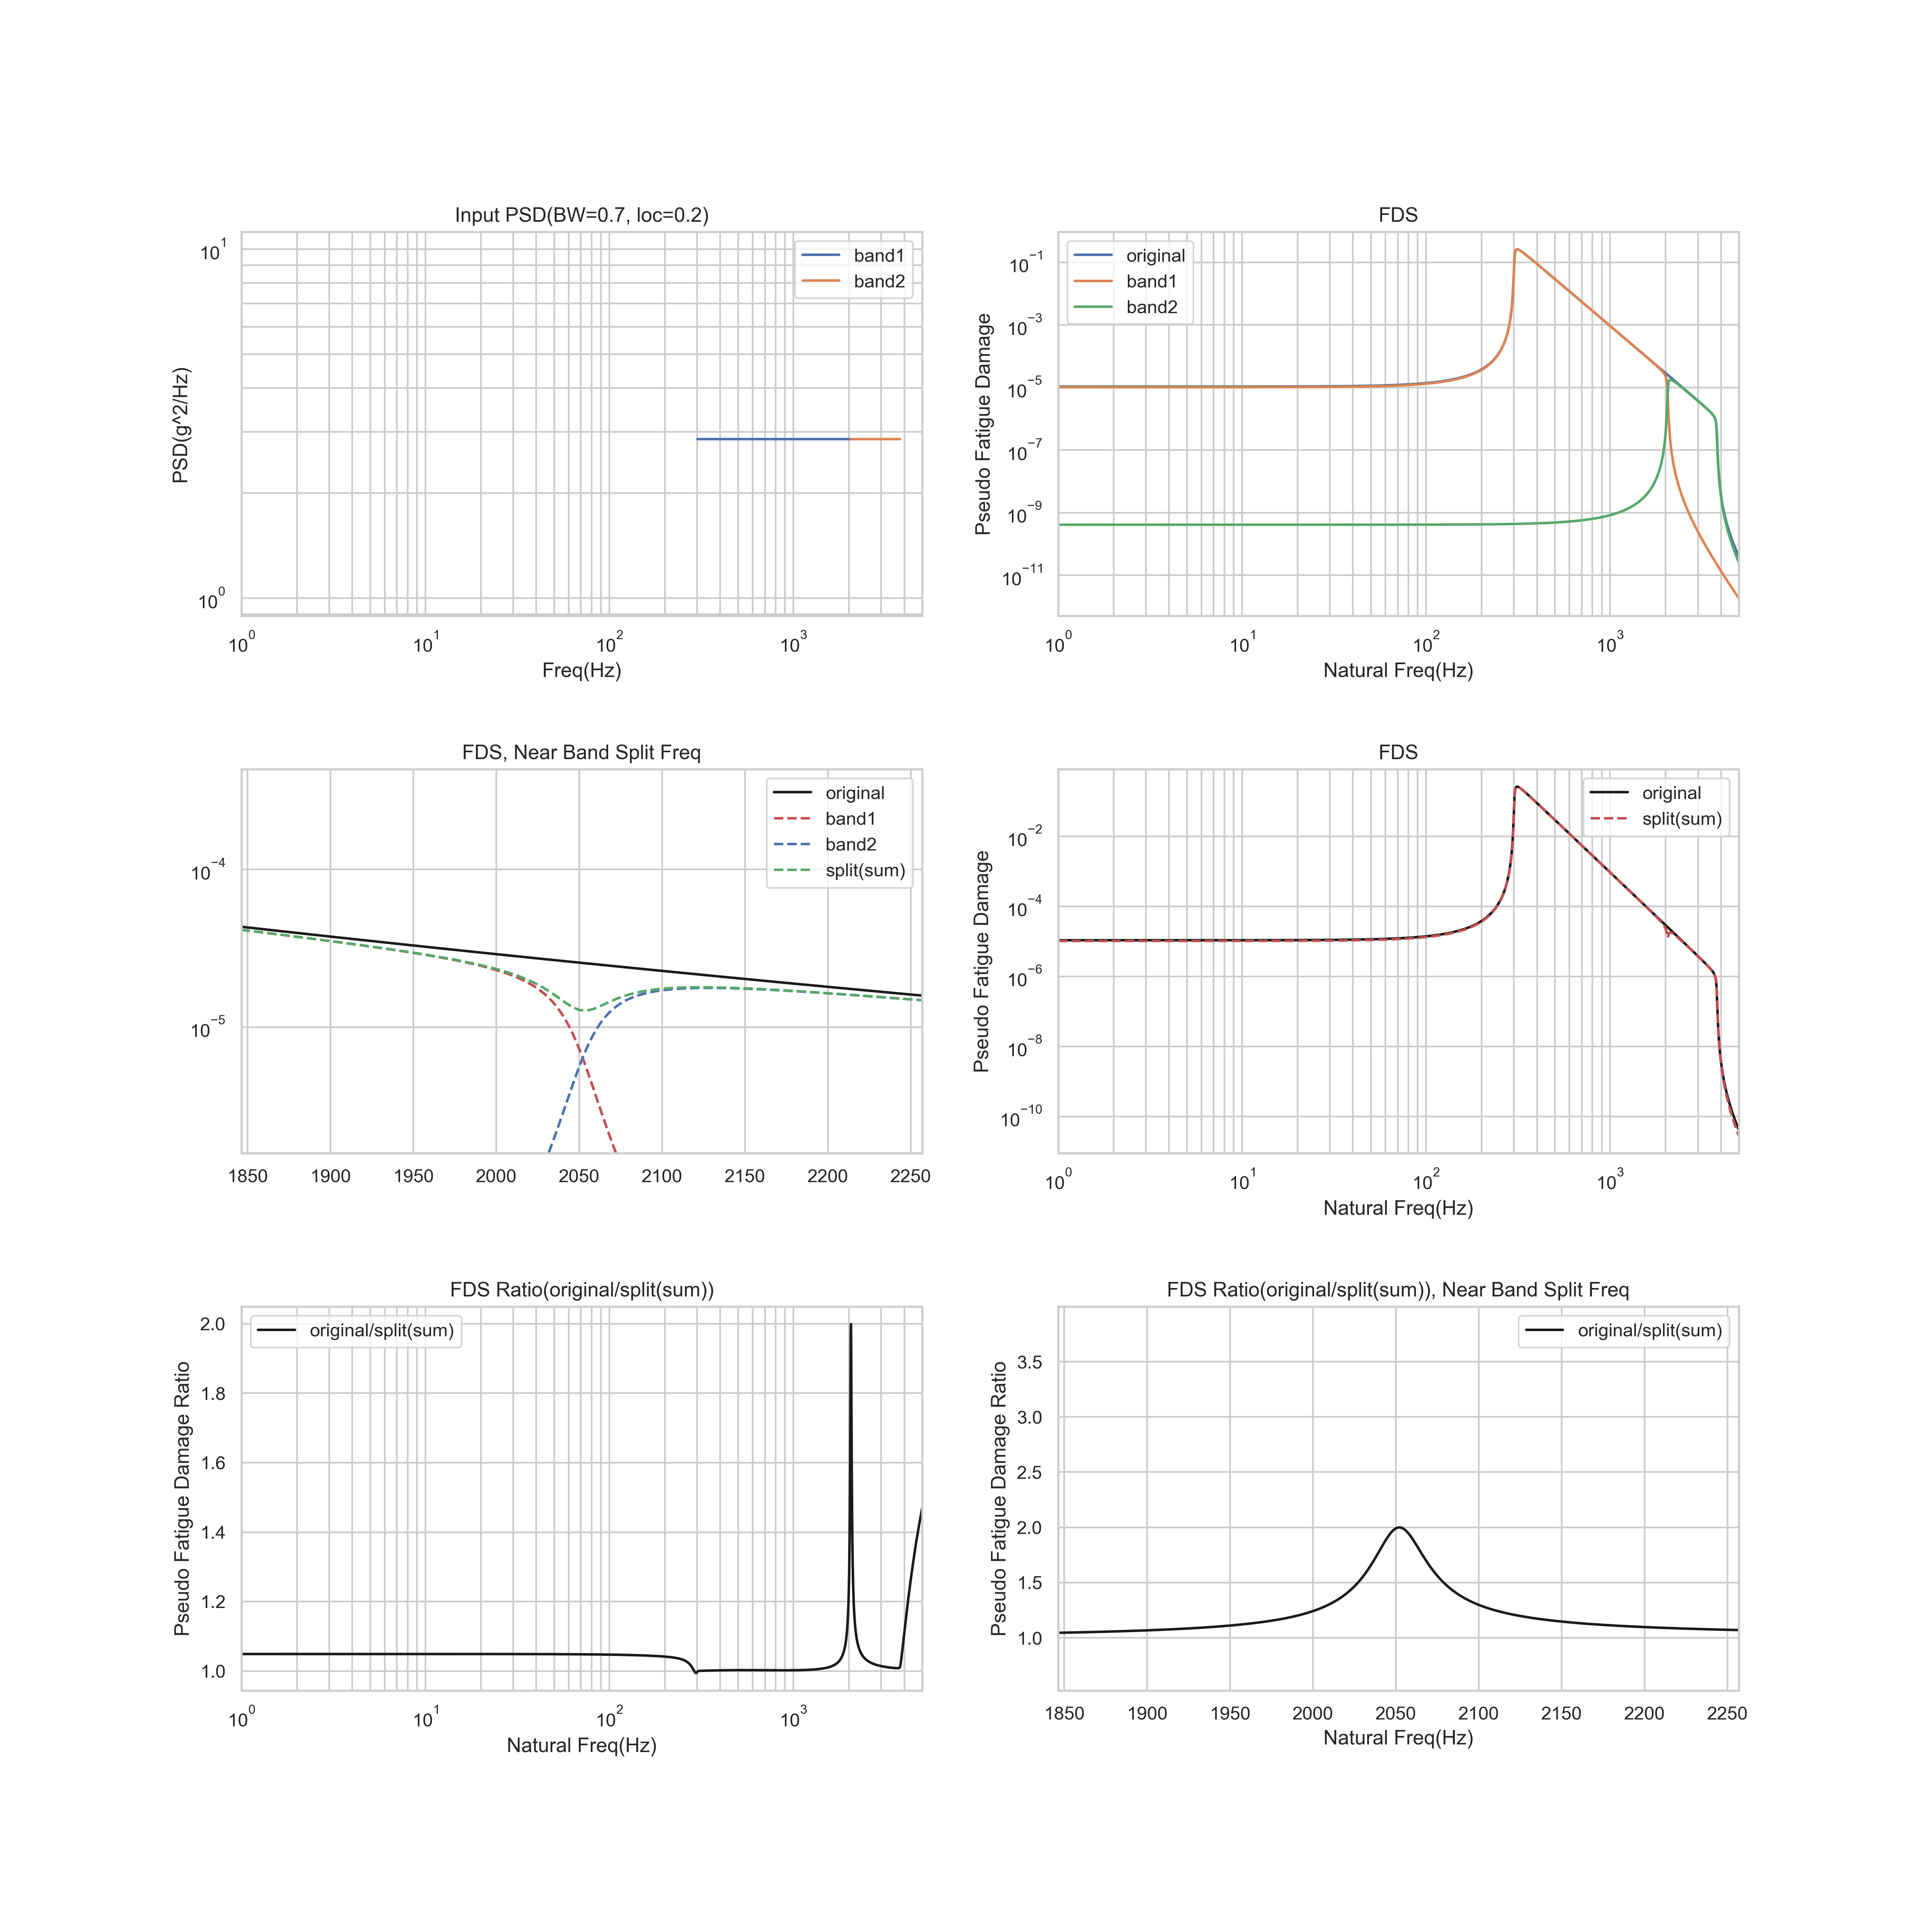 Input PSD(BW=0.7, loc=0.2)
PSD(g^2/Hz)
10^1
10^0
band1
band2
10^0 10^1 10^2 10^3
Freq(Hz)
FDS
Pseudo Fatigue Damage
10^−1
10^−3
10^−5
10^−7
10^−9
10^−11
original
band1
band2
10^0 10^1 10^2 10^3
Natural Freq(Hz)
FDS, Near Band Split Freq
10^−4
10^−5
original
band1
band2
split(sum)
1850 1900 1950 2000 2050 2100 2150 2200 2250
FDS
Pseudo Fatigue Damage
10^−2
10^−4
10^−6
10^−8
10^−10
original
split(sum)
10^0 10^1 10^2 10^3
Natural Freq(Hz)
FDS Ratio(original/split(sum))
Pseudo Fatigue Damage Ratio
2.0
1.8
1.6
1.4
1.2
1.0
original/split(sum)
10^0 10^1 10^2 10^3
Natural Freq(Hz)
FDS Ratio(original/split(sum)), Near Band Split Freq
Pseudo Fatigue Damage Ratio
3.5
3.0
2.5
2.0
1.5
1.0
original/split(sum)
1850 1900 1950 2000 2050 2100 2150 2200 2250
Natural Freq(Hz)